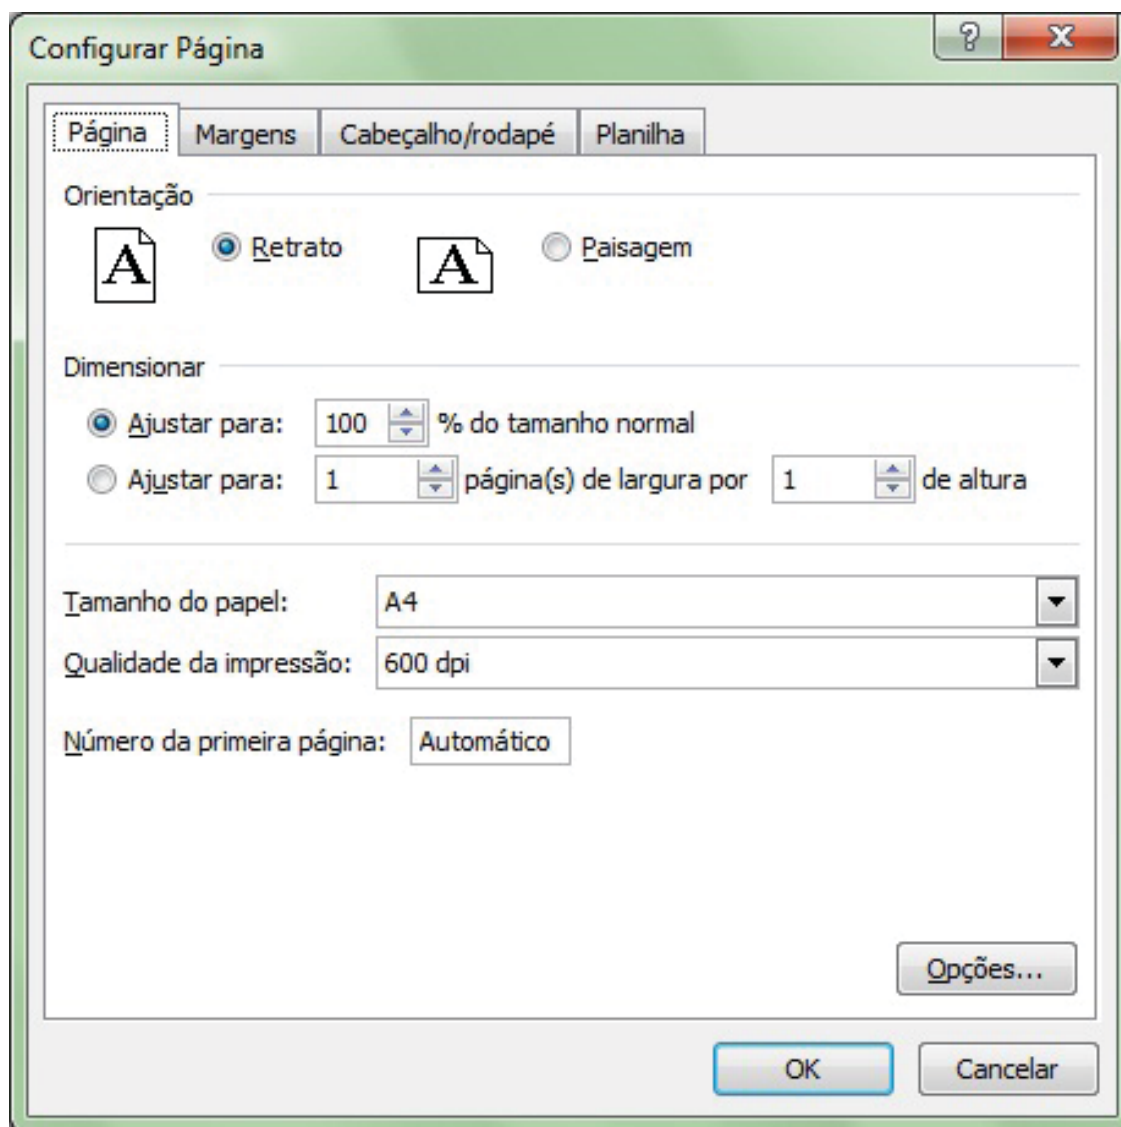 Configurar Página
Página Margens Cabeçalho/rodapé Planilha
Orientação
A Retrato A Paisagem
Dimensionar
Ajustar para: 100 % do tamanho normal
Ajustar para: 1 página(s) de largura por 1 de altura
Tamanho do papel: A4
Qualidade da impressão: 600 dpi
Número da primeira página: Automático
Opções...
OK Cancelar